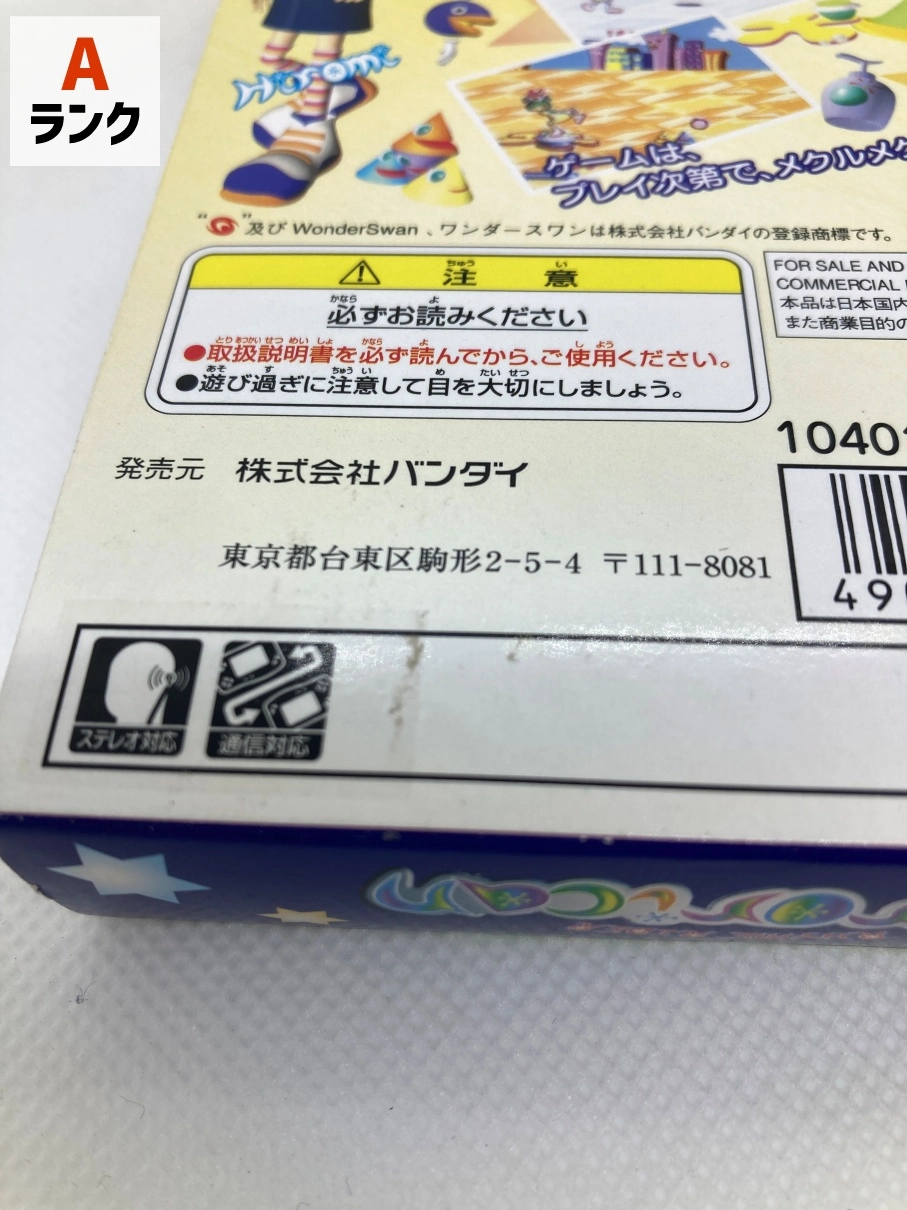 A
ランク
Hiromi
ゲームは、
プレイ次第で、メクルメク
"及び WonderSwan 、ワンダースワンは株式会社バンダイの登録商標です。
注意
必ずお読みください
●取扱説明書を必ず読んでから、ご使用ください。
●遊び過ぎに注意して目を大切にしましょう。
FOR SALE AND
COMMERCIAL
本品は日本国内
また商業目的の
発売元 株式会社バンダイ
東京都台東区駒形2-5-4 〒111-8081
10401
49
ステレオ対応
通信対応